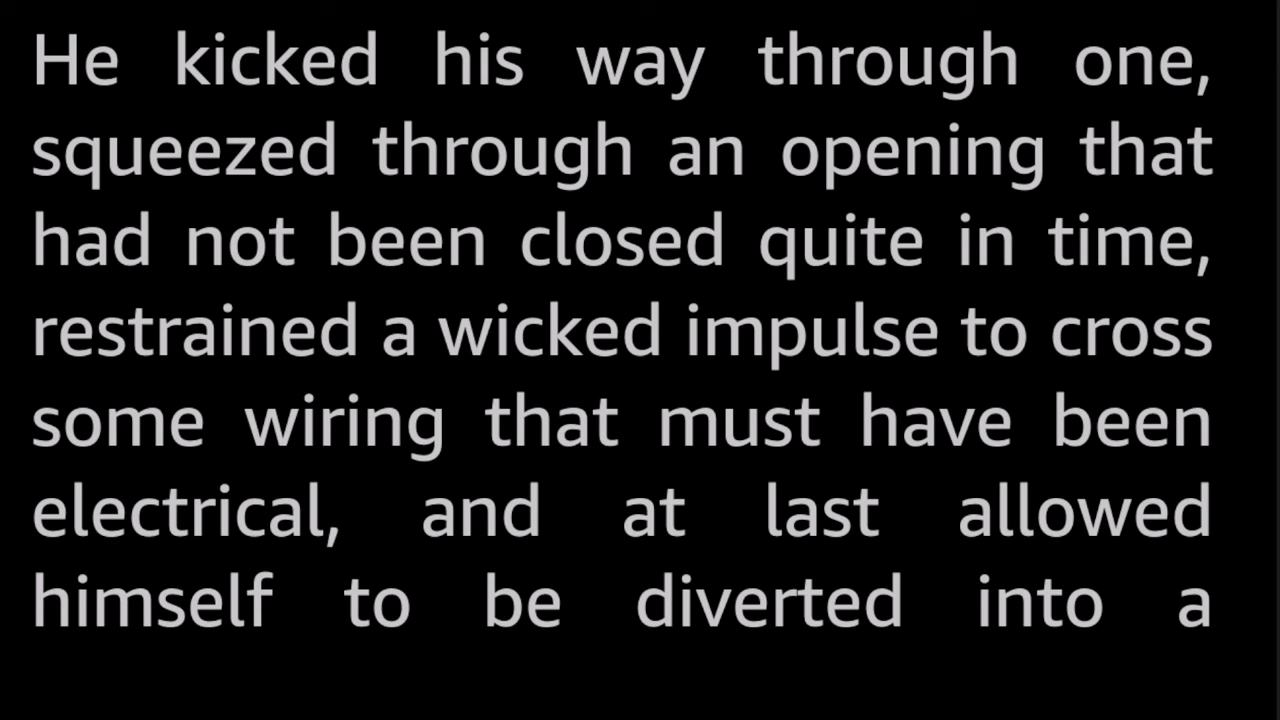 He kicked his way through one,
squeezed through an opening that
had not been closed quite in time,
restrained a wicked impulse to cross
some wiring that must have been
electrical, and at last allowed
himself to be diverted into a